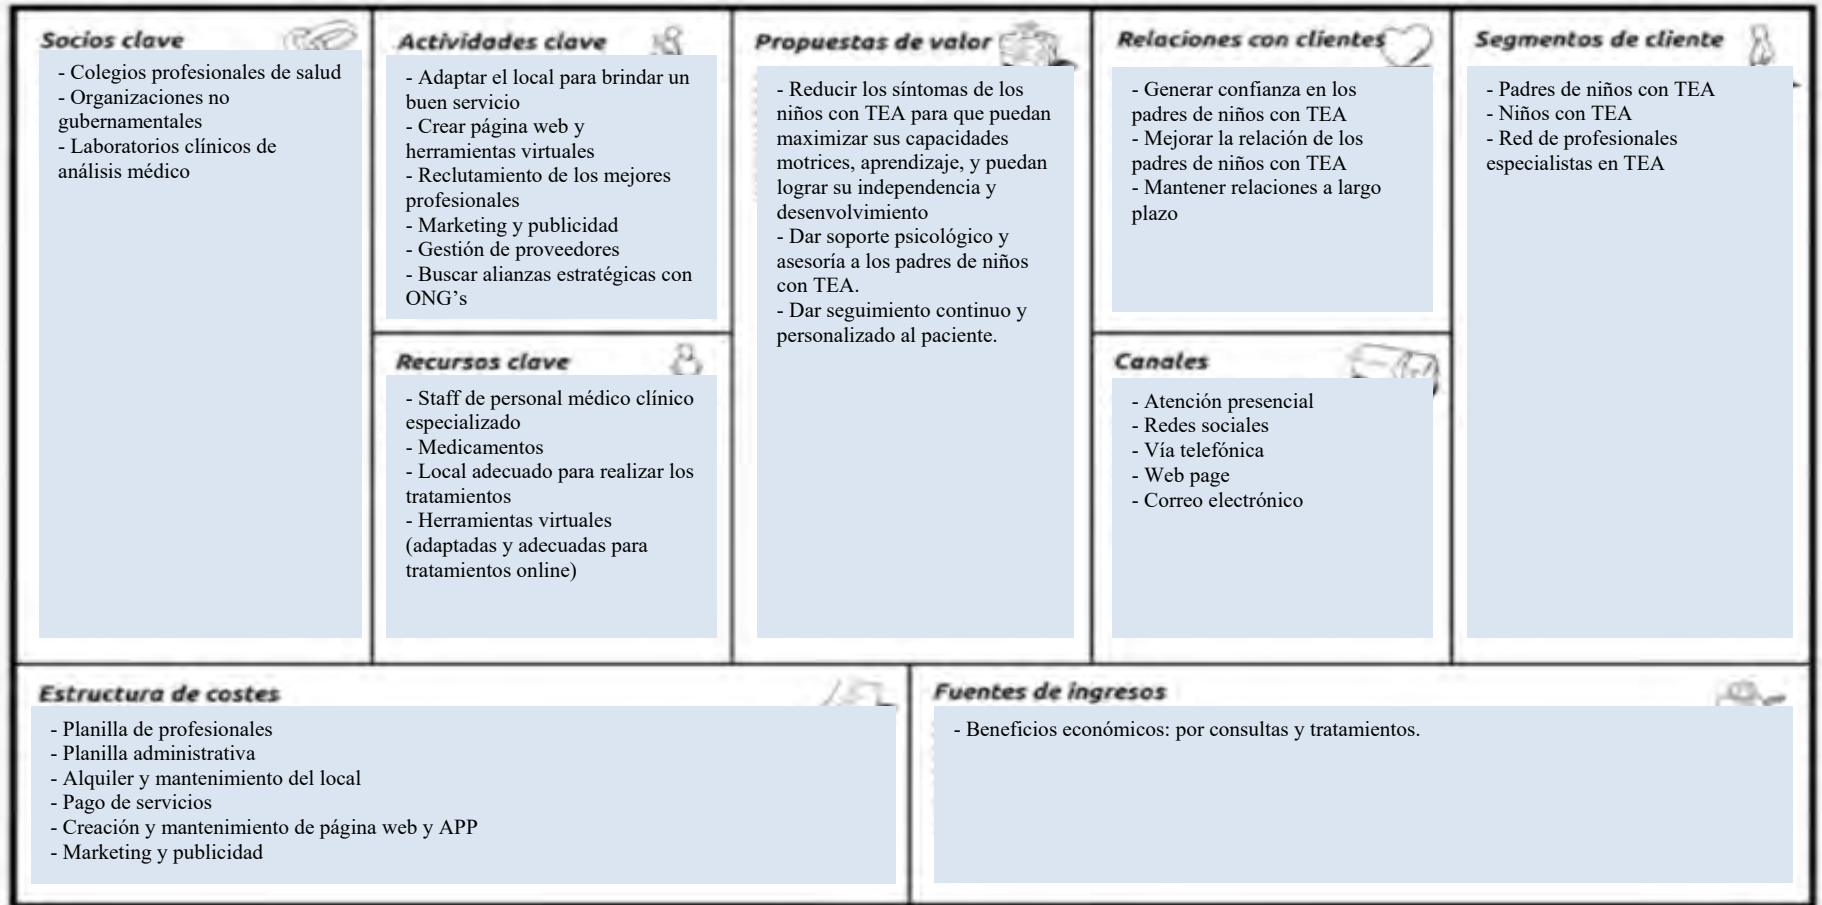 Socios clave
- Colegios profesionales de salud
- Organizaciones no
gubernamentales
- Laboratorios clínicos de
análisis médico
Actividades clave
- Adaptar el local para brindar un
buen servicio
- Crear página web y
herramientas virtuales
- Reclutamiento de los mejores
profesionales
- Marketing y publicidad
- Gestión de proveedores
- Buscar alianzas estratégicas con
ONG’s
Recursos clave
- Staff de personal médico clínico
especializado
- Medicamentos
- Local adecuado para realizar los
tratamientos
- Herramientas virtuales
(adaptadas y adecuadas para
tratamientos online)
Propuestas de valor
- Reducir los síntomas de los
niños con TEA para que puedan
maximizar sus capacidades
motrices, aprendizaje, y puedan
lograr su independencia y
desenvolvimiento
- Dar soporte psicológico y
asesoría a los padres de niños
con TEA.
- Dar seguimiento continuo y
personalizado al paciente.
Relaciones con clientes
- Generar confianza en los
padres de niños con TEA
- Mejorar la relación de los
padres de niños con TEA
- Mantener relaciones a largo
plazo
Canales
- Atención presencial
- Redes sociales
- Vía telefónica
- Web page
- Correo electrónico
Segmentos de cliente
- Padres de niños con TEA
- Niños con TEA
- Red de profesionales
especialistas en TEA
Estructura de costes
- Planilla de profesionales
- Planilla administrativa
- Alquiler y mantenimiento del local
- Pago de servicios
- Creación y mantenimiento de página web y APP
- Marketing y publicidad
Fuentes de ingresos
- Beneficios económicos: por consultas y tratamientos.